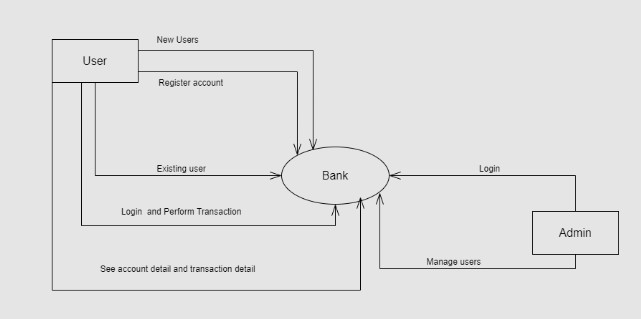 New Users
User
Register account
Existing user
Bank
Login
Login and Perform Transaction
Admin
Manage users
See account detail and transaction detail